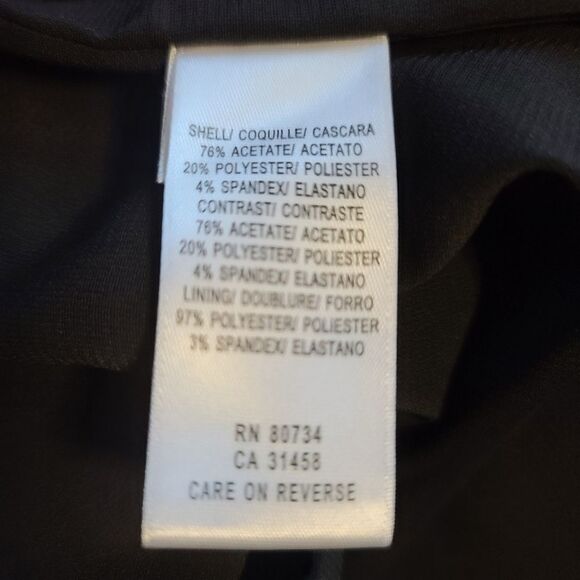 SHELL/ COQUILLE/ CASCARA
76% ACETATE/ ACETATO
20% POLYESTER/ POLIESTER
4% SPANDEX/ ELASTANO
CONTRAST/ CONTRASTE
76% ACETATE/ ACETATO
20% POLYESTER/ POLIESTER
4% SPANDEX/ ELASTANO
LINING/ DOUBLURE/ FORRO
97% POLYESTER/ POLIESTER
3% SPANDEX/ ELASTANO
RN 80734
CA 31458
CARE ON REVERSE